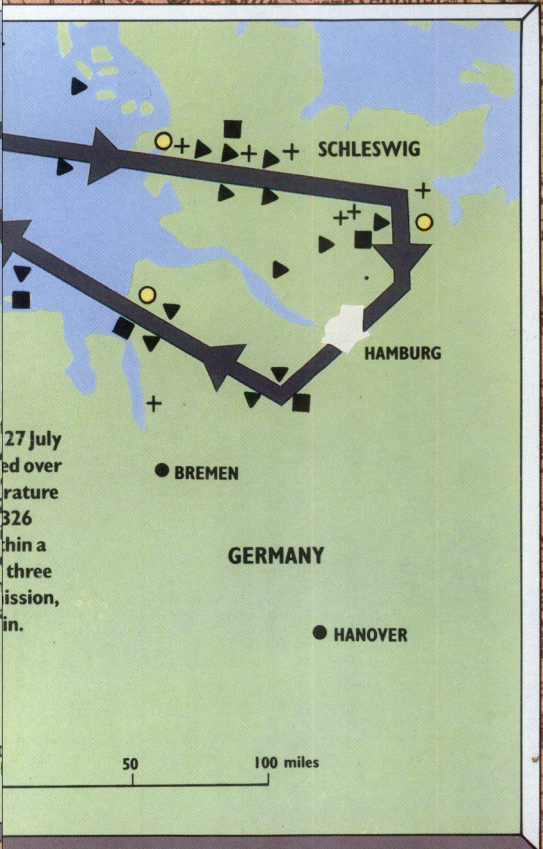 SCHLESWIG
HAMBURG
27 July
ed over
rature
326
thin a
three
ission,
in.
BREMEN
GERMANY
HANOVER
50 100 miles